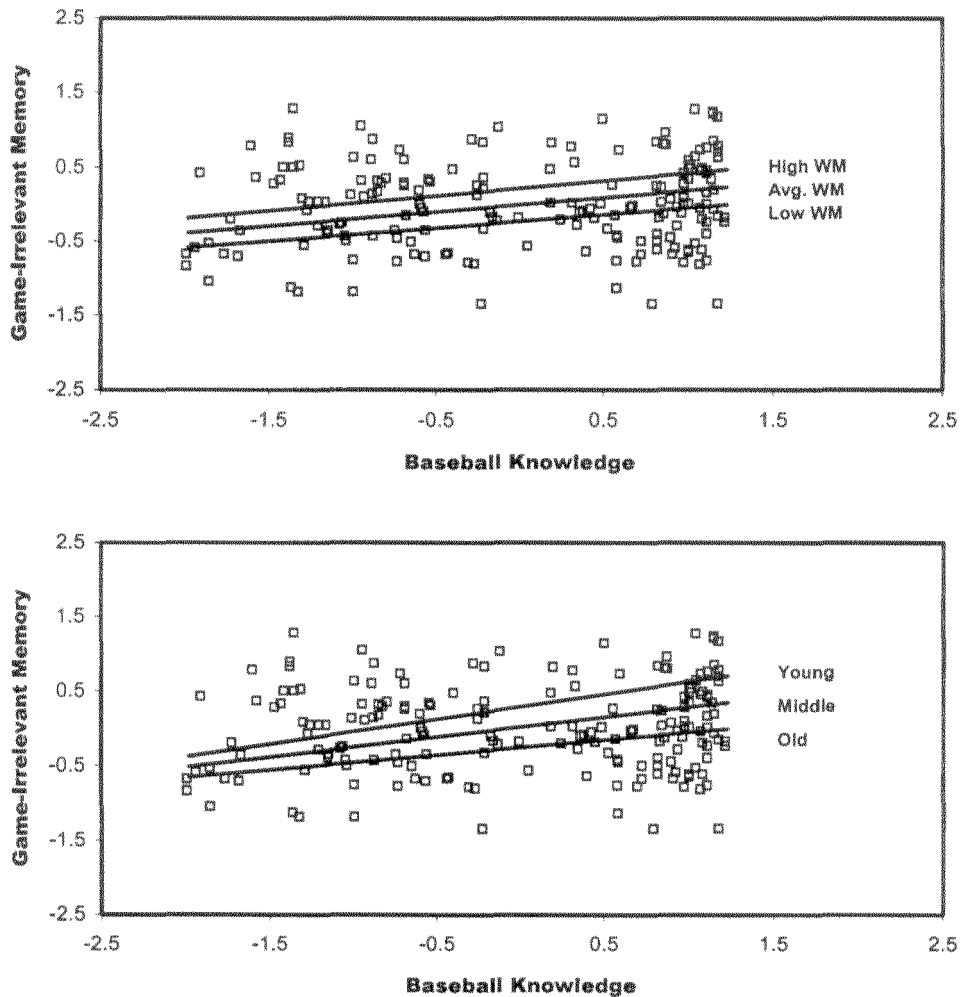 2.5
1.5
0.5
-0.5
-1.5
-2.5
Game-Irrelevant Memory
High WM
Avg. WM
Low WM
-2.5 -1.5 -0.5 0.5 1.5 2.5
Baseball Knowledge
2.5
1.5
0.5
-0.5
-1.5
-2.5
Game-Irrelevant Memory
Young
Middle
Old
-2.5 -1.5 -0.5 0.5 1.5 2.5
Baseball Knowledge